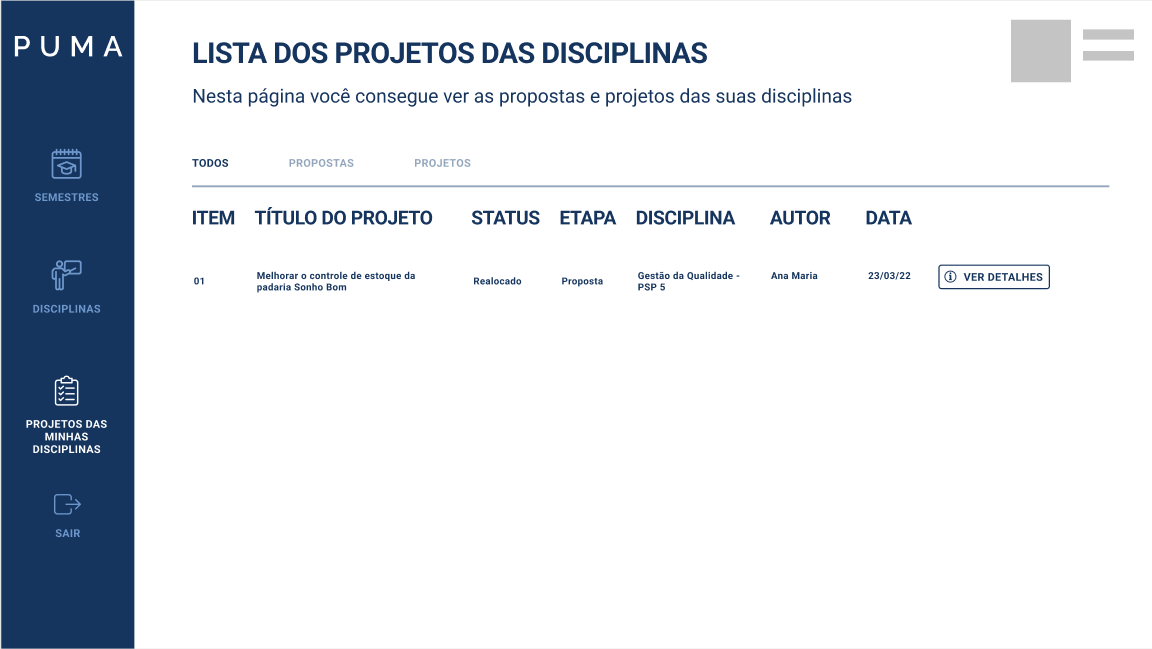 PUMA
SEMESTRES
DISCIPLINAS
PROJETOS DAS
MINHAS
DISCIPLINAS
SAIR
LISTA DOS PROJETOS DAS DISCIPLINAS
Nesta página você consegue ver as propostas e projetos das suas disciplinas
TODOS PROPOSTAS PROJETOS
ITEM TÍTULO DO PROJETO STATUS ETAPA DISCIPLINA AUTOR DATA
01
Melhorar o controle de estoque da
padaria Sonho Bom
Realocado
Proposta
Gestão da Qualidade -
PSP 5
Ana Maria
23/03/22
VER DETALHES